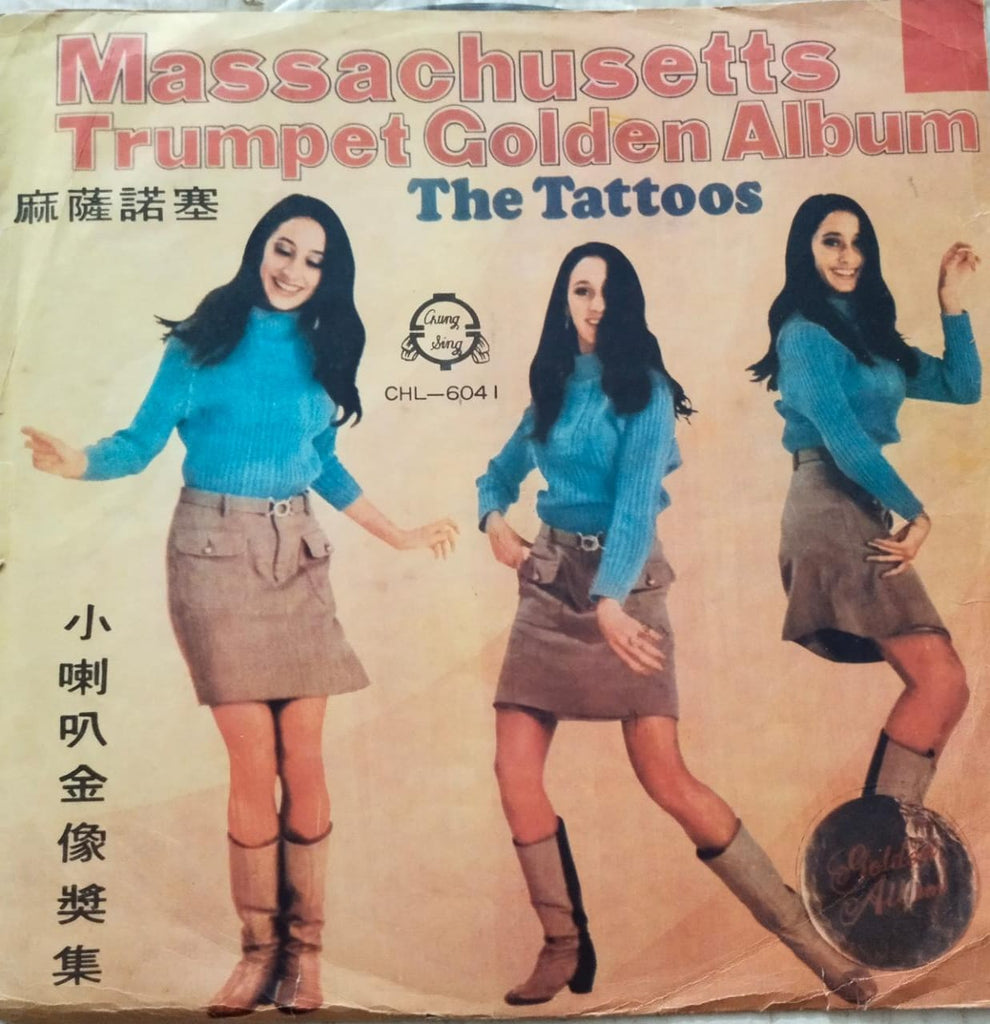 Massachusetts
Trumpet Golden Album
The Tattoos
麻薩諾塞
Chung
Sing
CHL—6041
小喇叭金像獎集
Golden
Album